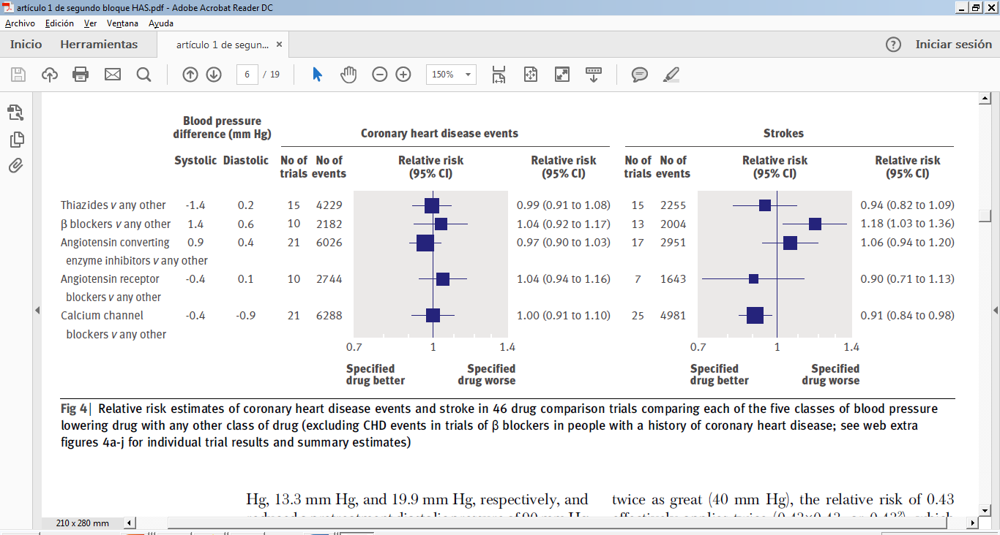 artículo 1 de segundo bloque HAS.pdf - Adobe Acrobat Reader DC
Archivo Edición Ver Ventana Ayuda
Inicio Herramientas artículo 1 de segun... × ? Iniciar sesión
6 / 19 150%
Blood pressure
difference (mm Hg) Coronary heart disease events Strokes
Systolic Diastolic No of No of Relative risk Relative risk No of No of Relative risk Relative risk
trials events (95% CI) (95% CI) trials events (95% CI) (95% CI)
Thiazides v any other -1.4 0.2 15 4229 0.99 (0.91 to 1.08) 15 2255 0.94 (0.82 to 1.09)
β blockers v any other 1.4 0.6 10 2182 1.04 (0.92 to 1.17) 13 2004 1.18 (1.03 to 1.36)
Angiotensin converting 0.9 0.4 21 6026 0.97 (0.90 to 1.03) 17 2951 1.06 (0.94 to 1.20)
enzyme inhibitors v any other
Angiotensin receptor -0.4 0.1 10 2744 1.04 (0.94 to 1.16) 7 1643 0.90 (0.71 to 1.13)
blockers v any other
Calcium channel -0.4 -0.9 21 6288 1.00 (0.91 to 1.10) 25 4981 0.91 (0.84 to 0.98)
blockers v any other
0.7 1 1.4 0.7 1 1.4
Specified Specified Specified Specified
drug better drug worse drug better drug worse
Fig 4| Relative risk estimates of coronary heart disease events and stroke in 46 drug comparison trials comparing each of the five classes of blood pressure
lowering drug with any other class of drug (excluding CHD events in trials of β blockers in people with a history of coronary heart disease; see web extra
figures 4a-j for individual trial results and summary estimates)
Hg, 13.3 mm Hg, and 19.9 mm Hg, respectively, and
twice as great (40 mm Hg), the relative risk of 0.43
210 x 280 mm